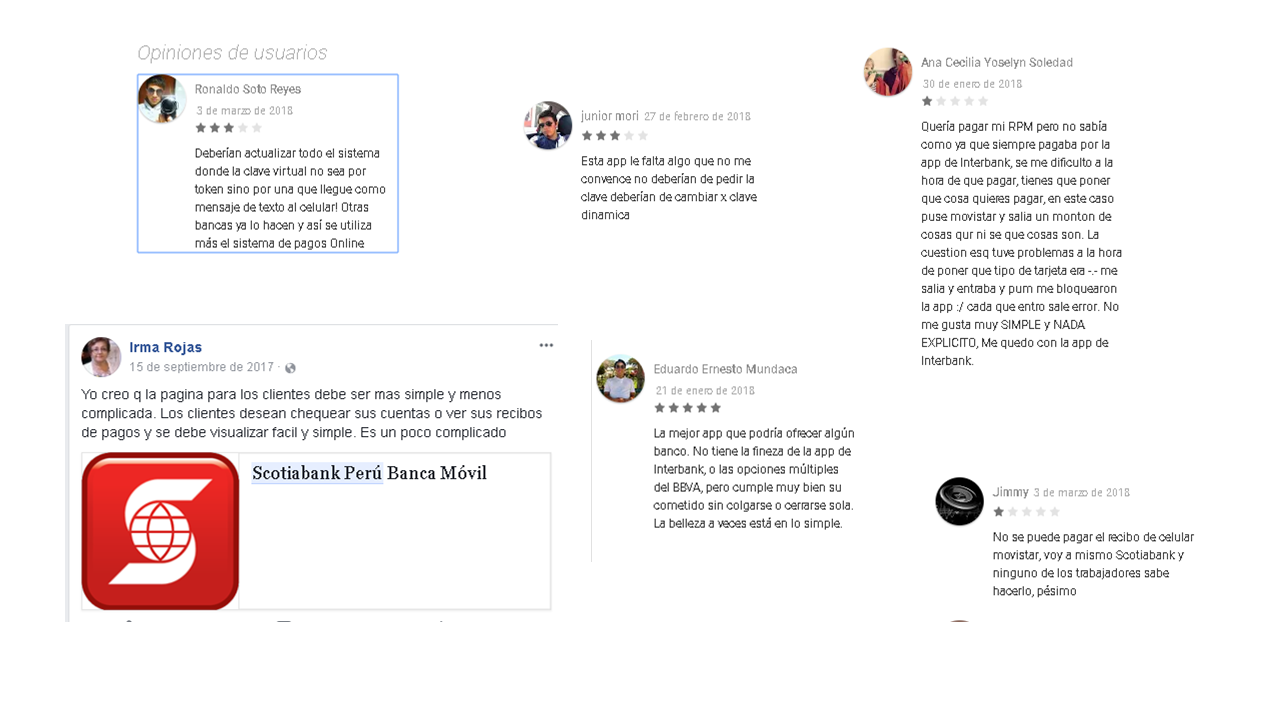 Opiniones de usuarios
Ronaldo Soto Reyes
3 de marzo de 2018
Deberían actualizar todo el sistema
donde la clave virtual no sea por
token sino por una que llegue como
mensaje de texto al celular! Otras
bancas ya lo hacen y así se utiliza
más el sistema de pagos Online
junior mori 27 de febrero de 2018
Esta app le falta algo que no me
convence no deberían de pedir la
clave deberían de cambiar x clave
dinamica
Ana Cecilia Yoselyn Soledad
30 de enero de 2018
Quería pagar mi RPM pero no sabía
como ya que siempre pagaba por la
app de Interbank, se me dificulto a la
hora de que pagar, tienes que poner
que cosa quieres pagar, en este caso
puse movistar y salia un monton de
cosas qur ni se que cosas son. La
cuestion esq tuve problemas a la hora
de poner que tipo de tarjeta era -.- me
salia y entraba y pum me bloquearon
la app :/ cada que entro sale error. No
me gusta muy SIMPLE y NADA
EXPLICITO, Me quedo con la app de
Interbank.
Irma Rojas
15 de septiembre de 2017 ·
Yo creo q la pagina para los clientes debe ser mas simple y menos
complicada. Los clientes desean chequear sus cuentas o ver sus recibos
de pagos y se debe visualizar facil y simple. Es un poco complicado
Scotiabank Perú Banca Móvil
Eduardo Ernesto Mundaca
21 de enero de 2018
La mejor app que podría ofrecer algún
banco. No tiene la fineza de la app de
Interbank, o las opciones múltiples
del BBVA, pero cumple muy bien su
cometido sin colgarse o cerrarse sola.
La belleza a veces está en lo simple.
Jimmy 3 de marzo de 2018
No se puede pagar el recibo de celular
movistar, voy a mismo Scotiabank y
ninguno de los trabajadores sabe
hacerlo, pésimo